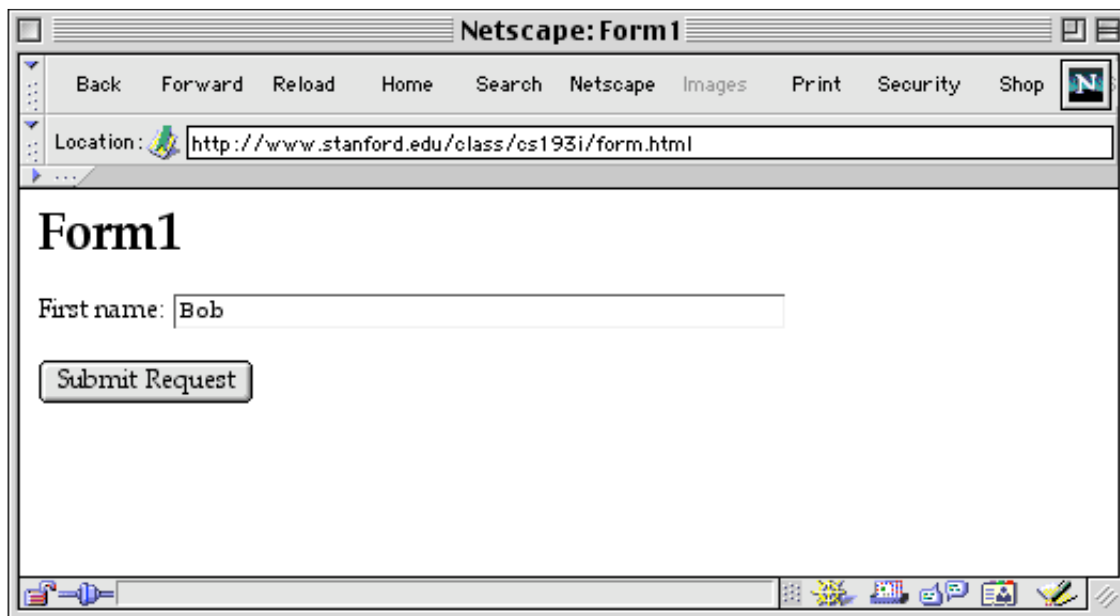 Netscape: Form1
Back Forward Reload Home Search Netscape Images Print Security Shop N
Location: http://www.stanford.edu/class/cs193i/form.html
...
Form1
First name: Bob
Submit Request